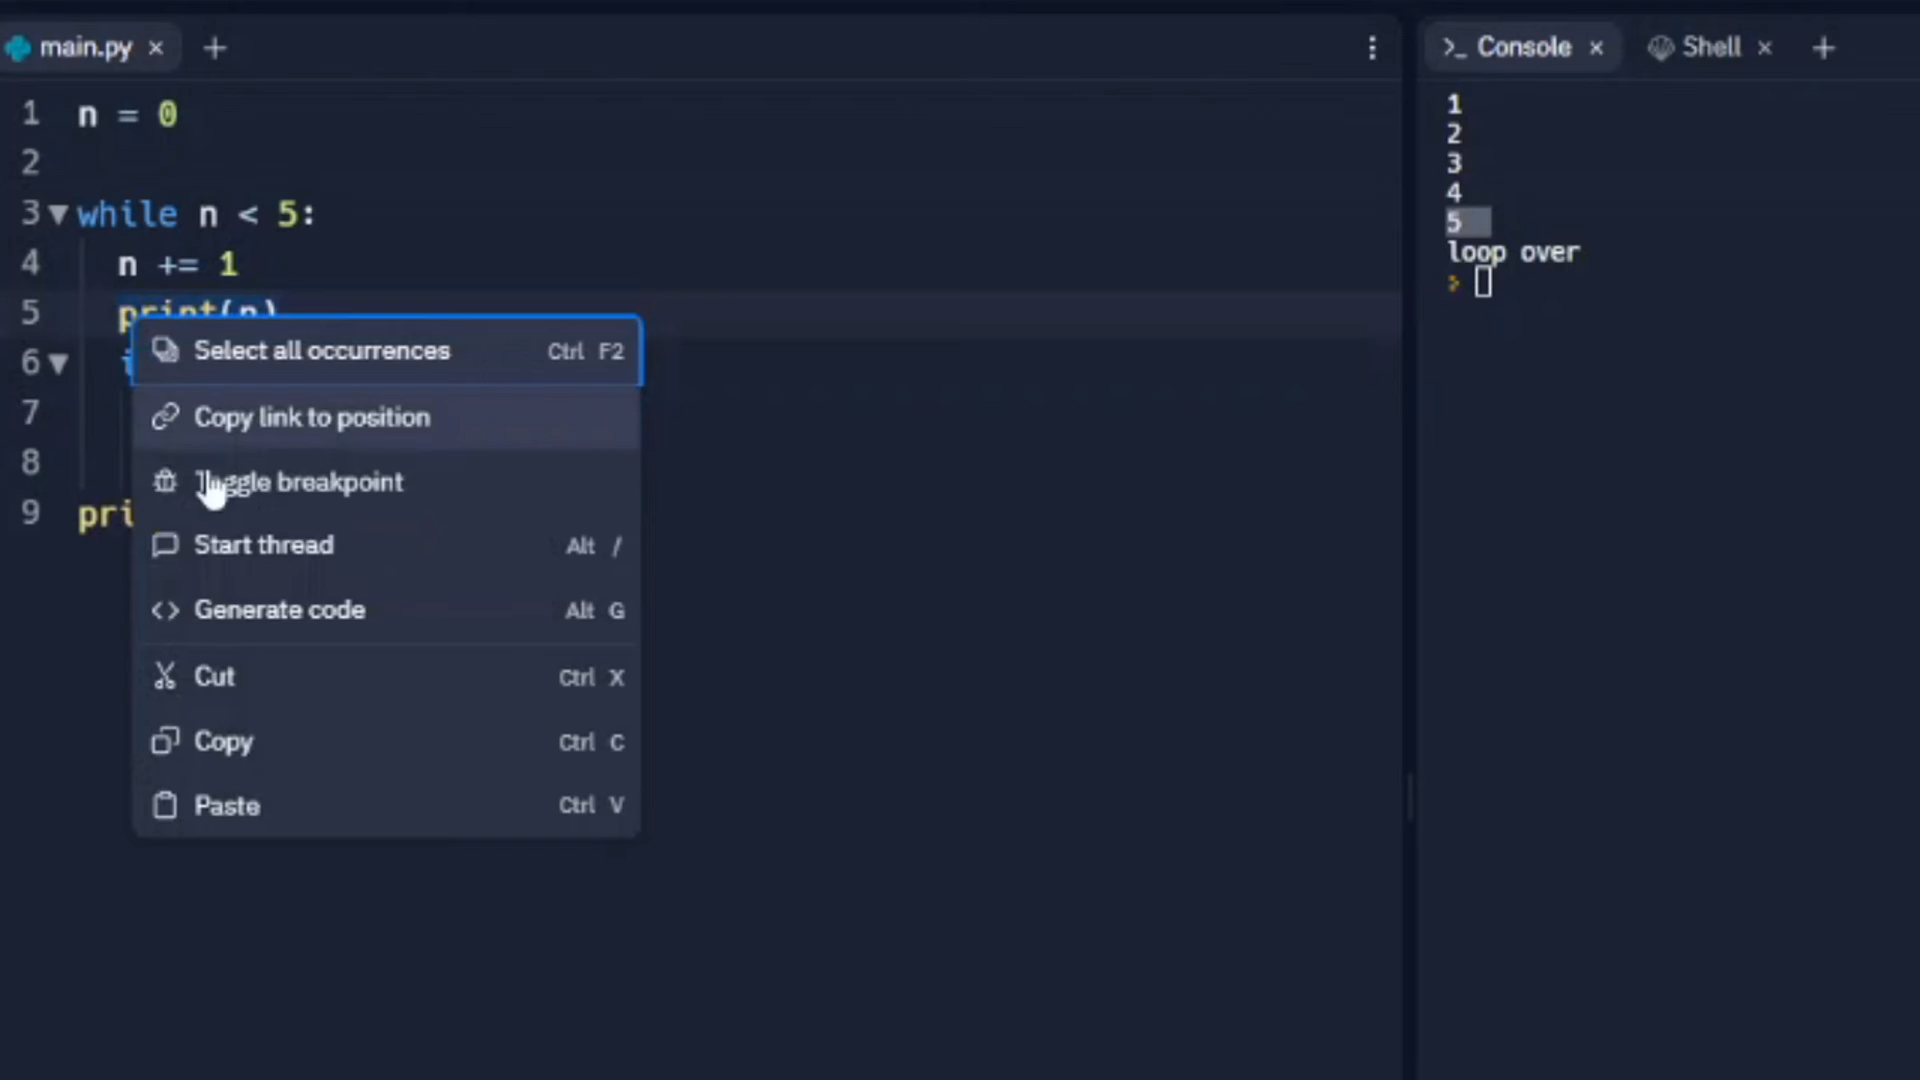 main.py × +
1 n = 0
2
3 while n < 5:
4 n += 1
5 print(n)
6
7
8
9 pri
Select all occurrences Ctrl F2
Copy link to position
Toggle breakpoint
Start thread Alt /
Generate code Alt G
Cut Ctrl X
Copy Ctrl C
Paste Ctrl V
>_ Console × Shell × +
1
2
3
4
5
loop over
>